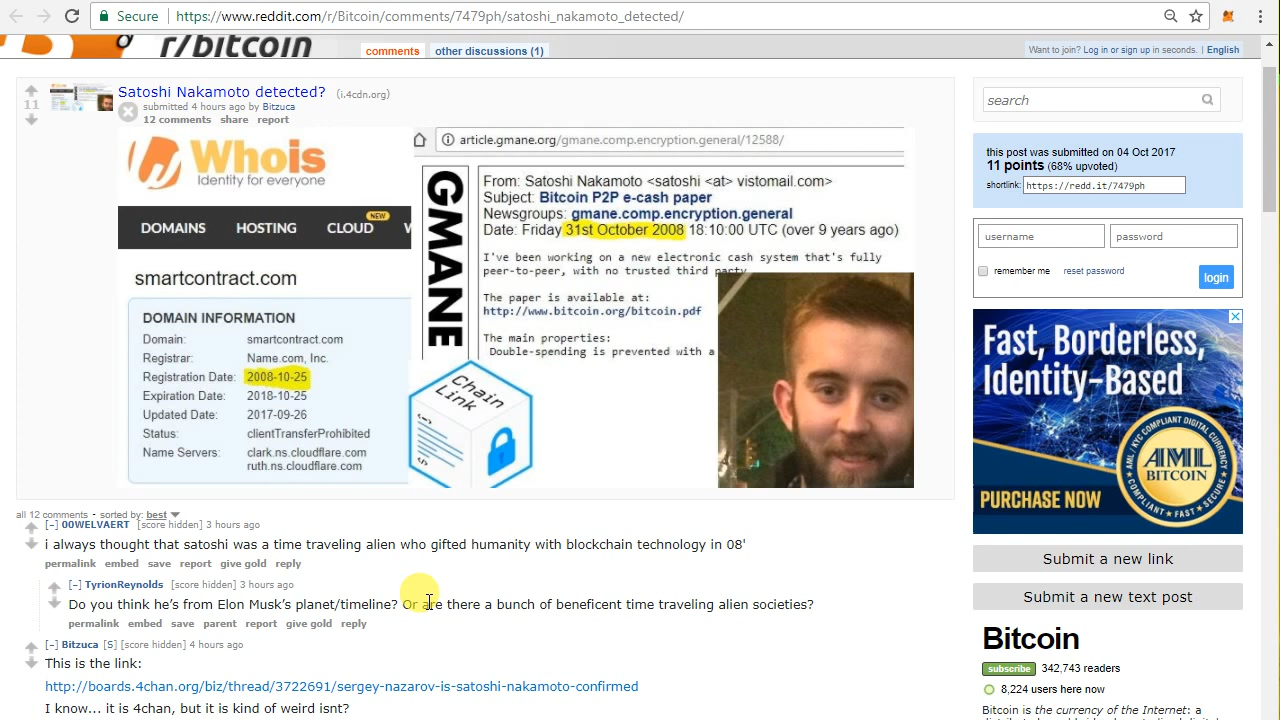 Secure https://www.reddit.com/r/Bitcoin/comments/7479ph/satoshi_nakamoto_detected/
r/bitcoin
comments other discussions (1)
Want to join? Log in or sign up in seconds. | English
11
Satoshi Nakamoto detected? (i.4cdn.org)
submitted 4 hours ago by Bitzuca
12 comments share report
Whois
Identity for everyone
NEW
DOMAINS HOSTING CLOUD W
smartcontract.com
DOMAIN INFORMATION
Domain: smartcontract.com
Registrar: Name.com, Inc.
Registration Date: 2008-10-25
Expiration Date: 2018-10-25
Updated Date: 2017-09-26
Status: clientTransferProhibited
Name Servers: clark.ns.cloudflare.com
ruth.ns.cloudflare.com
article.gmane.org/gmane.comp.encryption.general/12588/
GMANE
From: Satoshi Nakamoto <satoshi <at> vistomail.com>
Subject: Bitcoin P2P e-cash paper
Newsgroups: gmane.comp.encryption.general
Date: Friday 31st October 2008 18:10:00 UTC (over 9 years ago)
I've been working on a new electronic cash system that's fully
peer-to-peer, with no trusted third party
The paper is available at:
http://www.bitcoin.org/bitcoin.pdf
The main properties:
Double-spending is prevented with a
Chain
Link
all 12 comments - sorted by: best
[–] 00WELVAERT [score hidden] 3 hours ago
i always thought that satoshi was a time traveling alien who gifted humanity with blockchain technology in 08'
permalink embed save report give gold reply
[–] TyrionReynolds [score hidden] 3 hours ago
Do you think he's from Elon Musk's planet/timeline? Or are there a bunch of beneficent time traveling alien societies?
permalink embed save parent report give gold reply
[–] Bitzuca [S] [score hidden] 4 hours ago
This is the link:
http://boards.4chan.org/biz/thread/3722691/sergey-nazarov-is-satoshi-nakamoto-confirmed
I know... it is 4chan, but it is kind of weird isnt?
search
this post was submitted on 04 Oct 2017
11 points (68% upvoted)
shortlink: https://redd.it/7479ph
username password
remember me reset password
login
Fast, Borderless,
Identity-Based
AML/KYC COMPLIANT DIGITAL CURRENCY
AML
BITCOIN
PURCHASE NOW
Submit a new link
Submit a new text post
Bitcoin
subscribe 342,743 readers
8,224 users here now
Bitcoin is the currency of the Internet: a